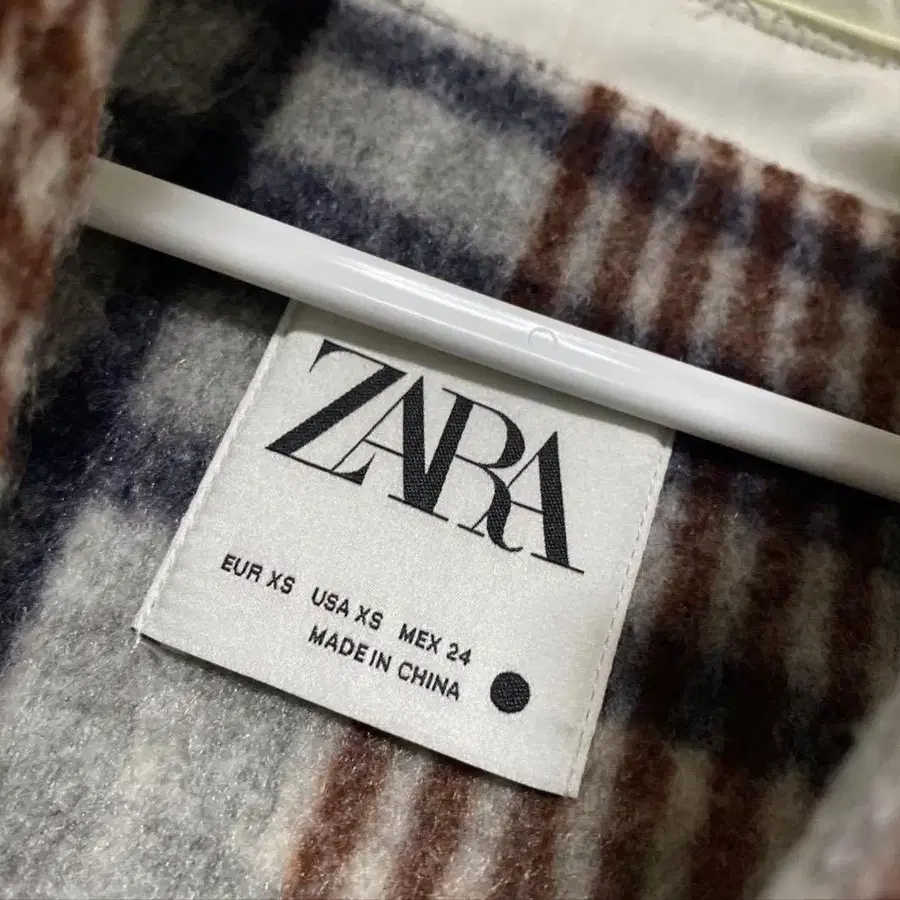 ZARA
EUR XS USA XS MEX 24
MADE IN CHINA